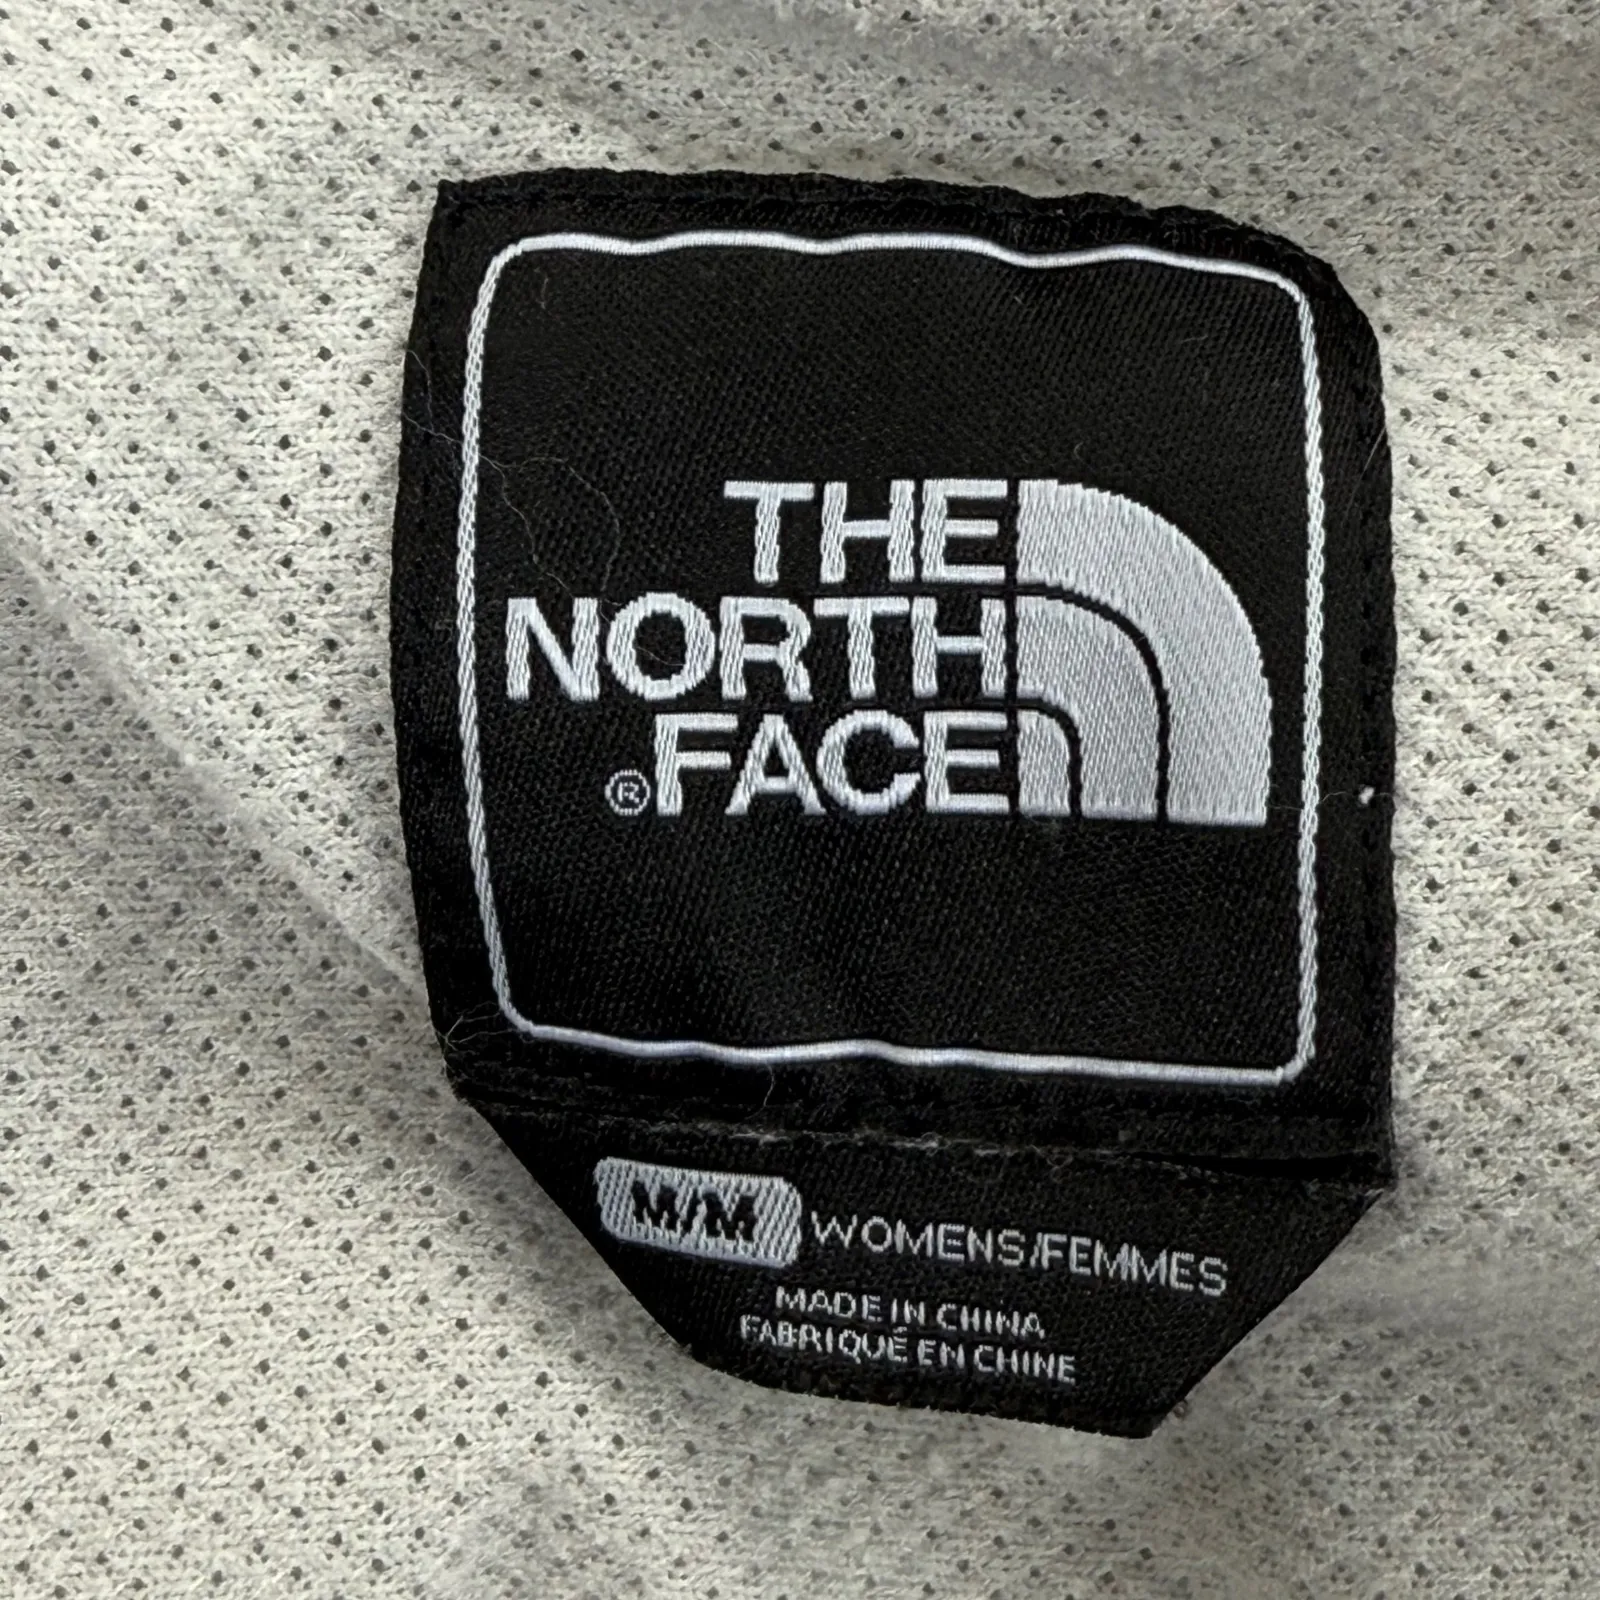 THE
NORTH
®FACE
M/M WOMENS/FEMMES
MADE IN CHINA
FABRIQUÉ EN CHINE